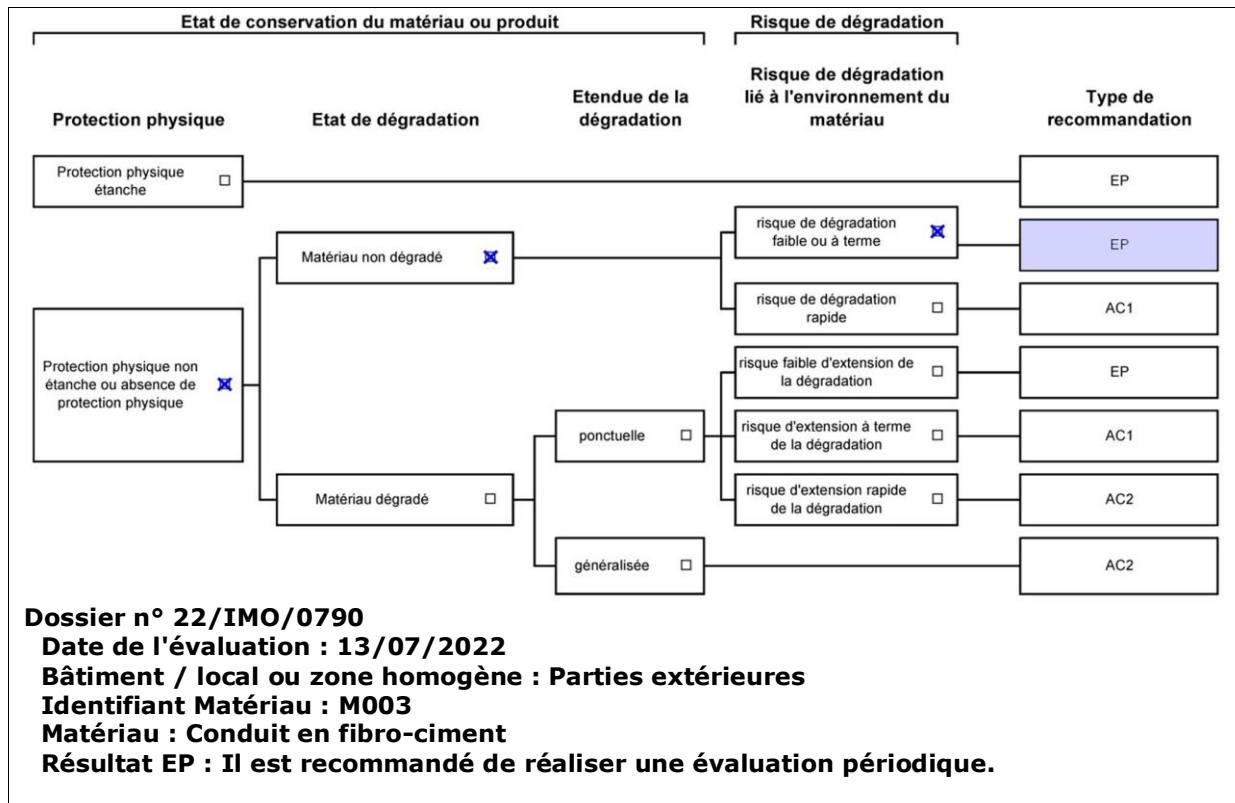 Etat de conservation du matériau ou produit
Risque de dégradation
Protection physique
Etat de dégradation
Etendue de la
dégradation
Risque de dégradation
lié à l'environnement du
matériau
Type de
recommandation
Protection physique
étanche
EP
Matériau non dégradé
risque de dégradation
faible ou à terme
EP
risque de dégradation
rapide
AC1
Protection physique non
étanche ou absence de
protection physique
risque faible d'extension de
la dégradation
EP
ponctuelle
risque d'extension à terme
de la dégradation
AC1
Matériau dégradé
risque d'extension rapide
de la dégradation
AC2
généralisée
AC2
Dossier n° 22/IMO/0790
Date de l'évaluation : 13/07/2022
Bâtiment / local ou zone homogène : Parties extérieures
Identifiant Matériau : M003
Matériau : Conduit en fibro-ciment
Résultat EP : Il est recommandé de réaliser une évaluation périodique.